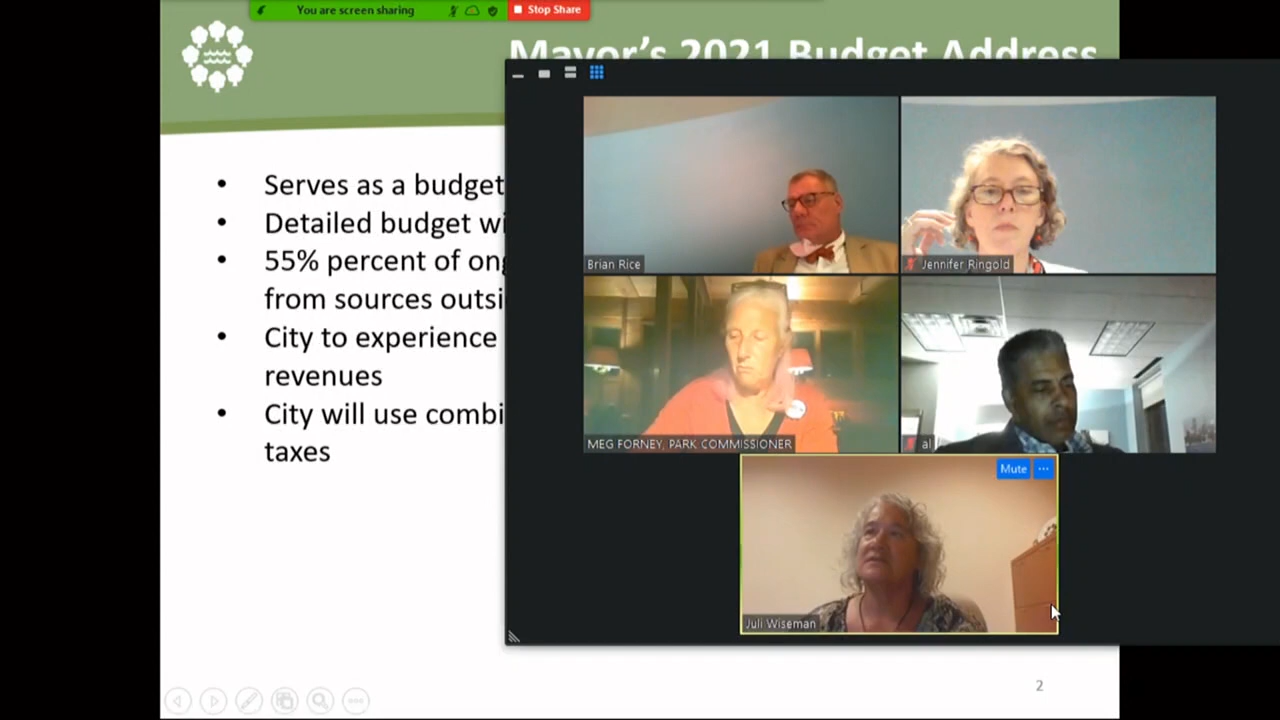 You are screen sharing
Stop Share
Mayor's 2021 Budget Address
Serves as a budget
Detailed budget wi
55% percent of ong
from sources outsi
City to experience
revenues
City will use combi
taxes
Brian Rice
Jennifer Ringold
MEG FORNEY, PARK COMMISSIONER
al
Mute
Juli Wiseman
2